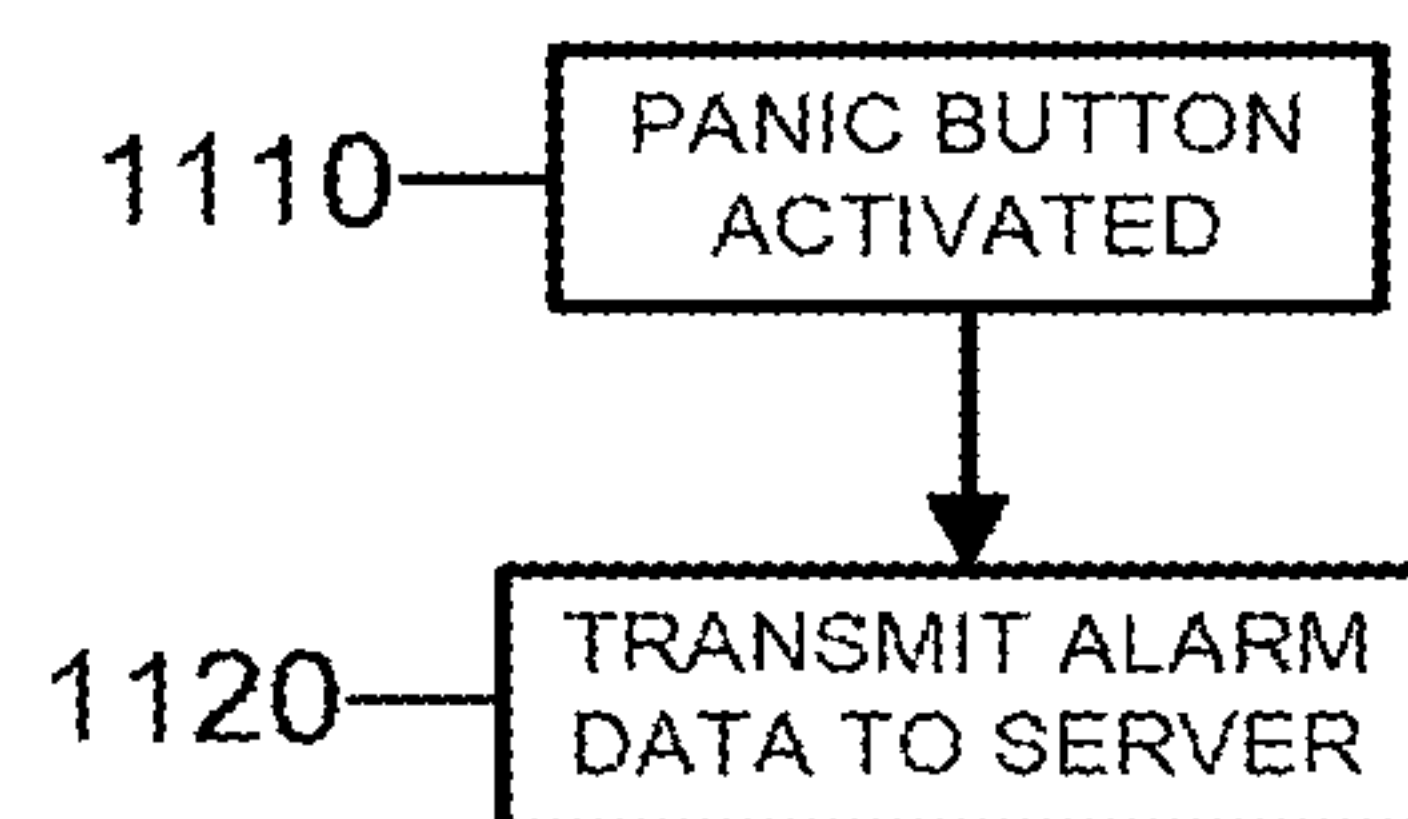 1110
PANIC BUTTON
ACTIVATED
1120
TRANSMIT ALARM
DATA TO SERVER